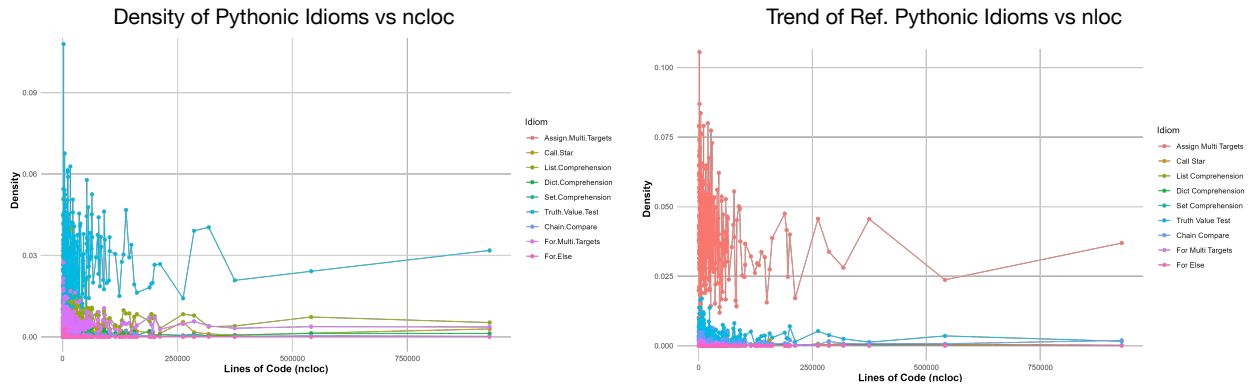 Density of Pythonic Idioms vs ncloc
0.09
0.06
0.03
0.00
Density
0
250000
500000
750000
Lines of Code (ncloc)
Idiom
Assign.Multi.Targets
Call.Star
List.Comprehension
Dict.Comprehension
Set.Comprehension
Truth.Value.Test
Chain.Compare
For.Multi.Targets
For.Else
Trend of Ref. Pythonic Idioms vs nloc
0.100
0.075
0.050
0.025
0.000
Density
0
250000
500000
750000
Lines of Code (ncloc)
Idiom
Assign Multi Targets
Call Star
List Comprehension
Dict Comprehension
Set Comprehension
Truth Value Test
Chain Compare
For Multi Targets
For Else